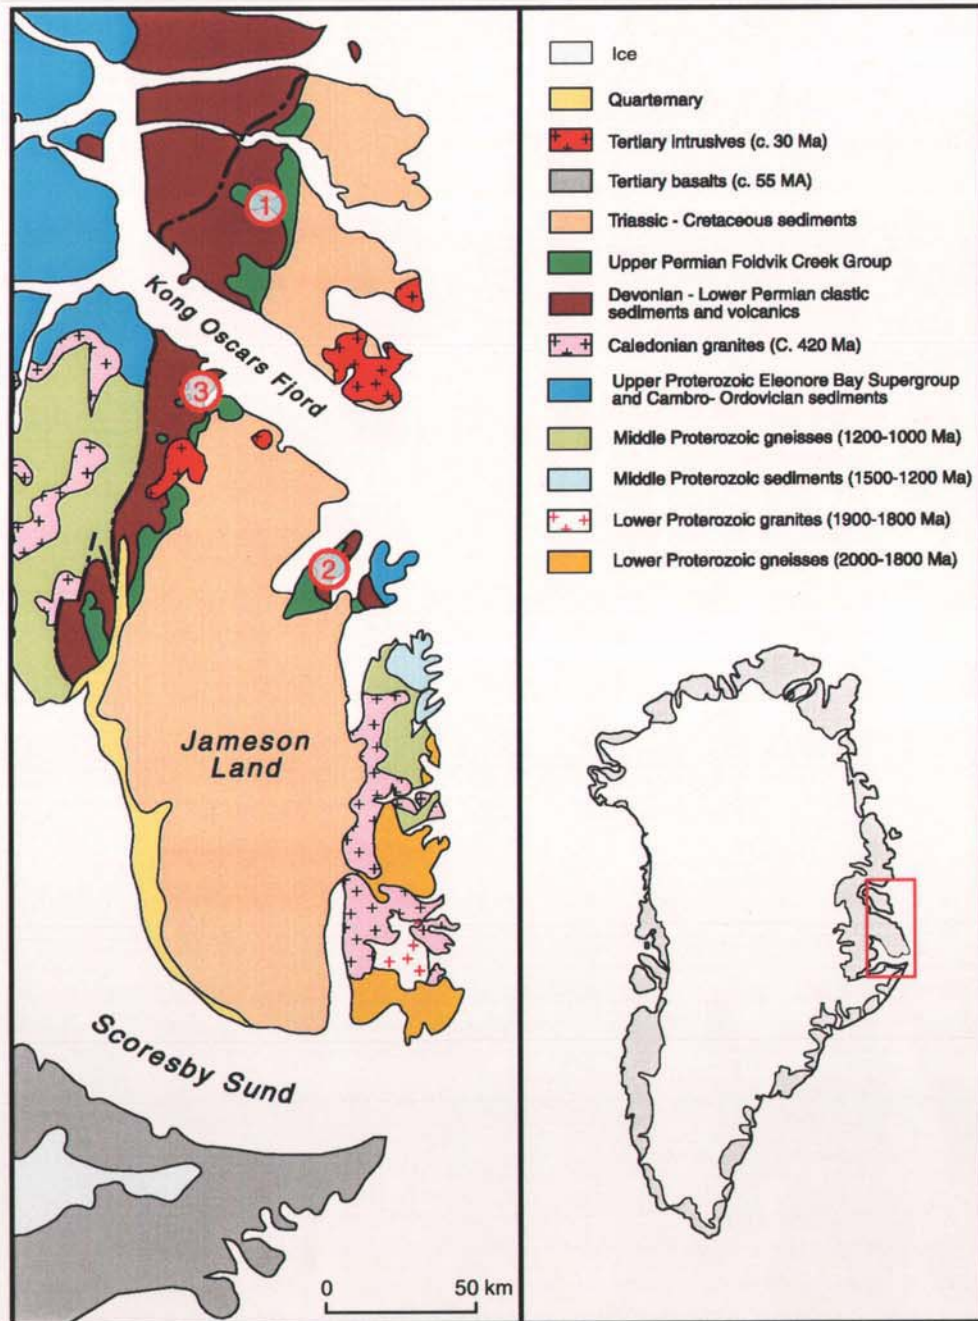 1
Kong Oscars Fjord
3
2
Jameson
Land
Scoresby Sund
0 50 km
Ice
Quarternary
Tertiary Intrusives (c. 30 Ma)
Tertiary basalts (c. 55 MA)
Triassic - Cretaceous sediments
Upper Permian Foldvik Creek Group
Devonian - Lower Permian clastic
sediments and volcanics
Caledonian granites (C. 420 Ma)
Upper Proterozoic Eleonore Bay Supergroup
and Cambro- Ordovician sediments
Middle Proterozoic gneisses (1200-1000 Ma)
Middle Proterozoic sediments (1500-1200 Ma)
Lower Proterozoic granites (1900-1800 Ma)
Lower Proterozoic gneisses (2000-1800 Ma)